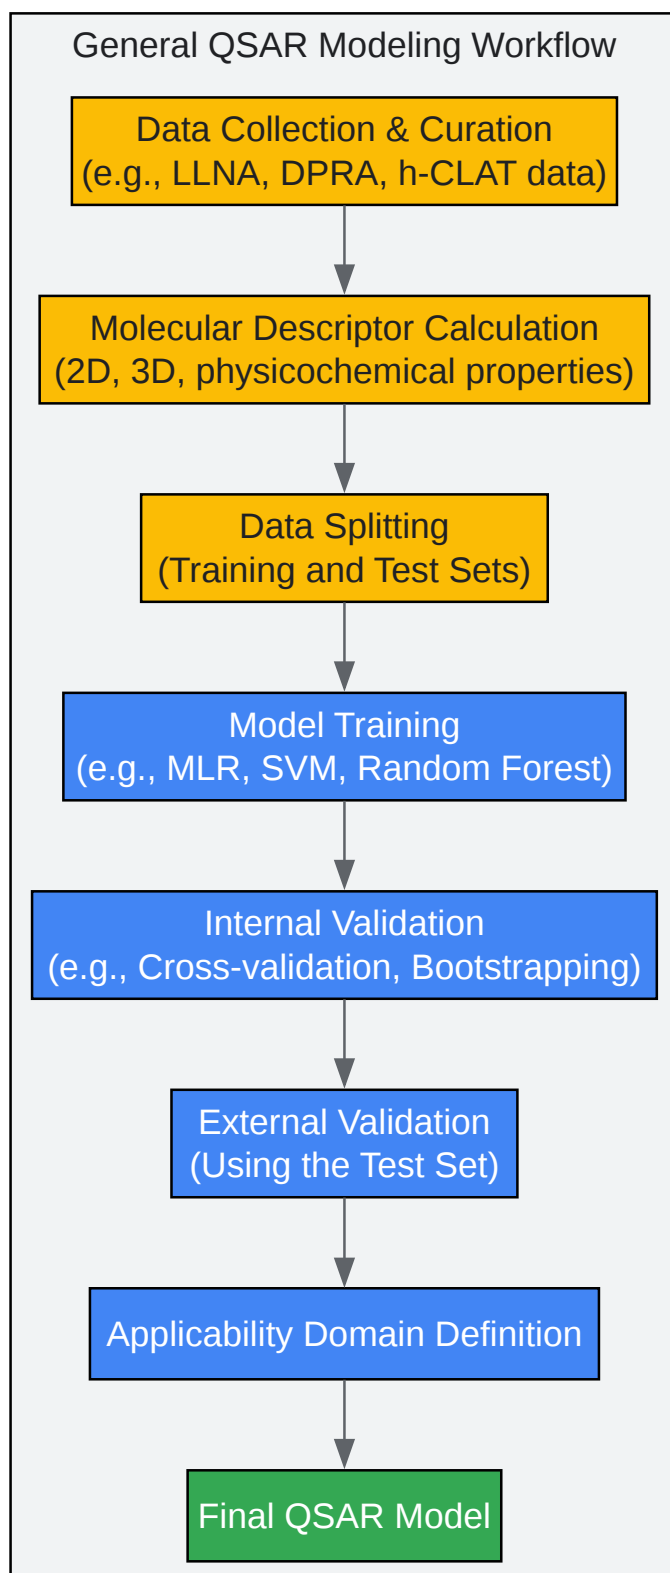 General QSAR Modeling Workflow
Data Collection & Curation
(e.g., LLNA, DPRA, h-CLAT data)
Molecular Descriptor Calculation
(2D, 3D, physicochemical properties)
Data Splitting
(Training and Test Sets)
Model Training
(e.g., MLR, SVM, Random Forest)
Internal Validation
(e.g., Cross-validation, Bootstrapping)
External Validation
(Using the Test Set)
Applicability Domain Definition
Final QSAR Model